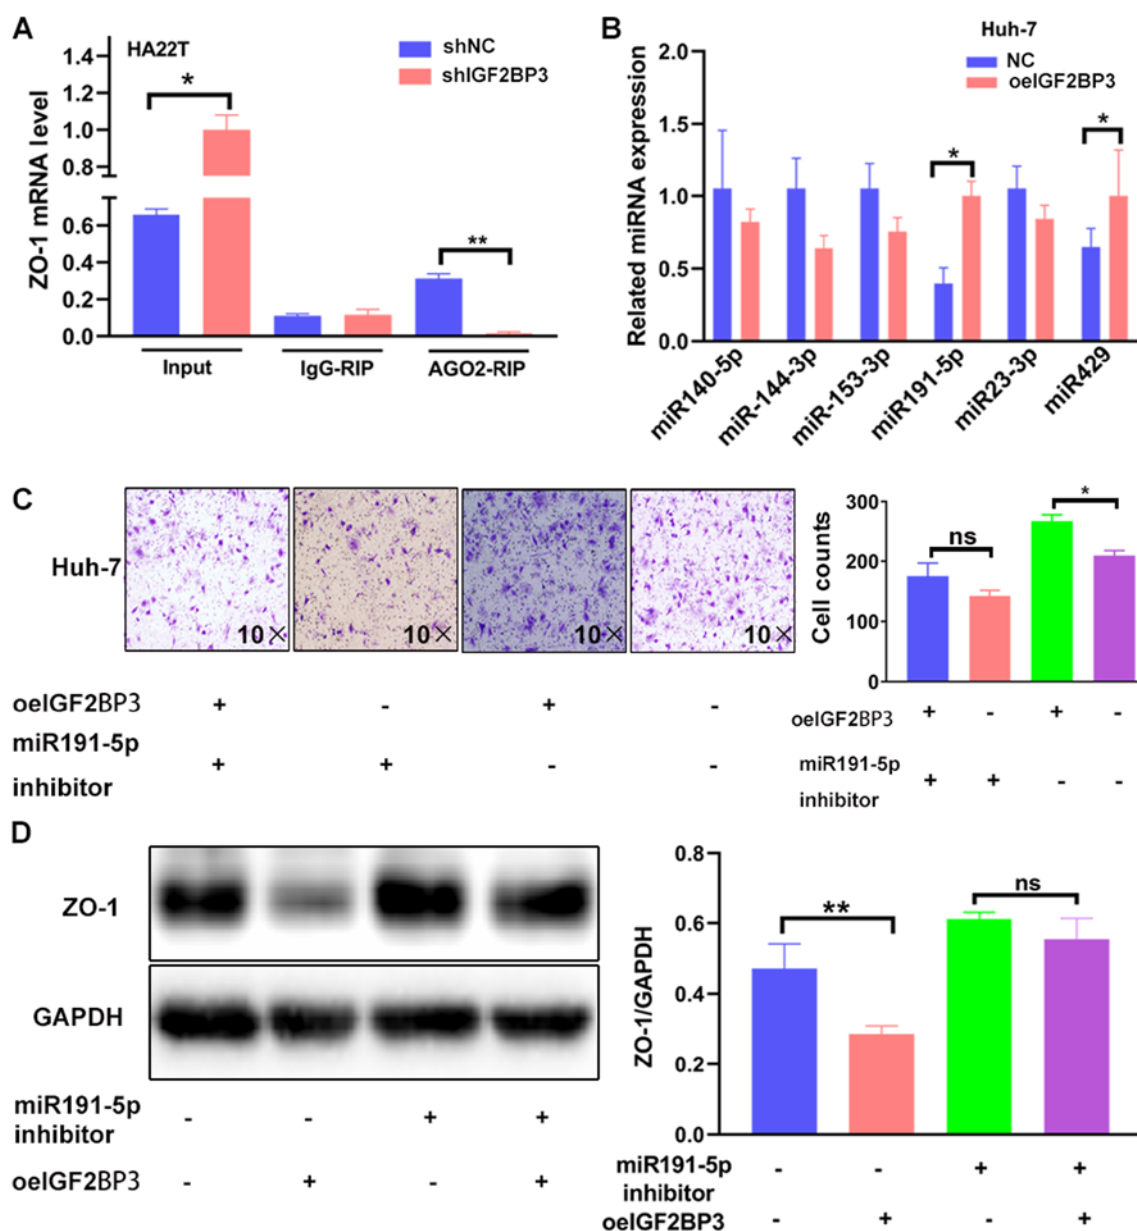 A
HA22T
shNC
shIGF2BP3
ZO-1 mRNA level
1.4
1.2
1.0
0.8
0.6
0.4
0.2
0.0
*
**
Input
IgG-RIP
AGO2-RIP
B
Huh-7
NC
oeIGF2BP3
Related miRNA expression
2.0
1.5
1.0
0.5
0.0
*
*
miR140-5p
miR-144-3p
miR-153-3p
miR191-5p
miR23-3p
miR429
C
Huh-7
10×
10×
10×
10×
oeIGF2BP3 + - + -
miR191-5p
inhibitor
+ + - -
Cell counts
300
200
100
0
ns
*
oeIGF2BP3 + - + -
miR191-5p
inhibitor
+ + - -
D
ZO-1
GAPDH
miR191-5p
inhibitor
- - + +
oeIGF2BP3 - + - +
ZO-1/GAPDH
0.8
0.6
0.4
0.2
0.0
**
ns
miR191-5p
inhibitor
- - + +
oeIGF2BP3 - + - +